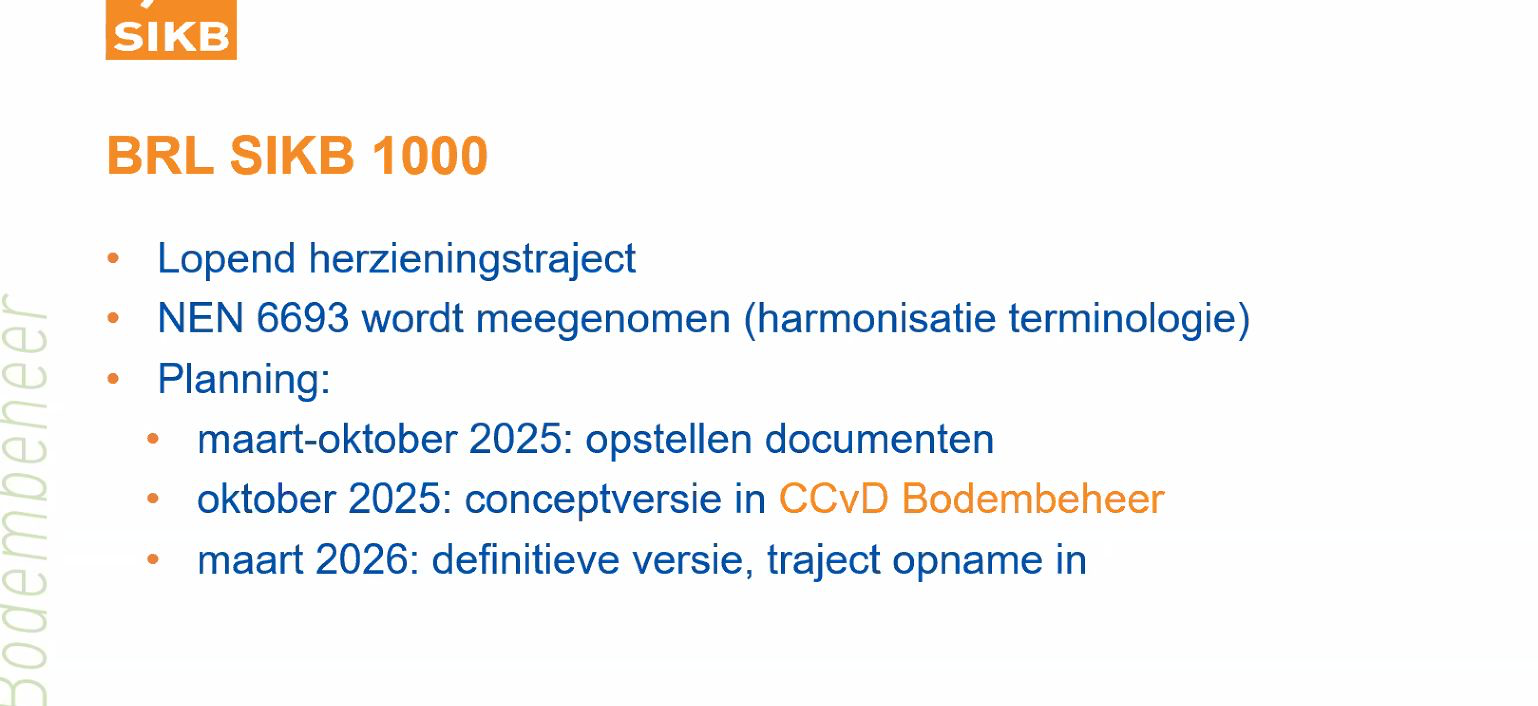 SIKB
BRL SIKB 1000
• Lopend herzieningstraject
• NEN 6693 wordt meegenomen (harmonisatie terminologie)
• Planning:
• maart-oktober 2025: opstellen documenten
• oktober 2025: conceptversie in CCvD Bodembeheer
• maart 2026: definitieve versie, traject opname in
Bodembeheer